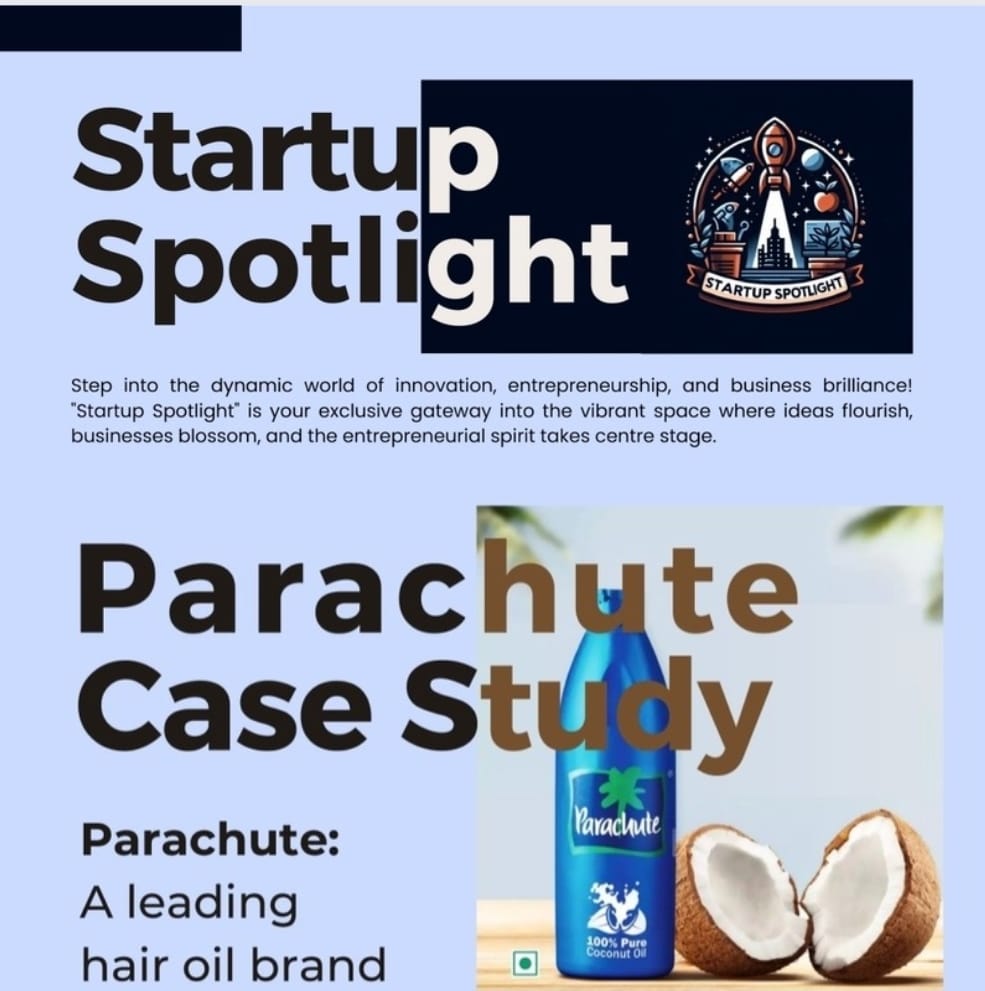 Startup
Spotlight
STARTUP SPOTLIGHT
Step into the dynamic world of innovation, entrepreneurship, and business brilliance!
"Startup Spotlight" is your exclusive gateway into the vibrant space where ideas flourish,
businesses blossom, and the entrepreneurial spirit takes centre stage.
Parachute
Case Study
Parachute:
A leading
hair oil brand
Parachute
®
100% Pure
Coconut Oil